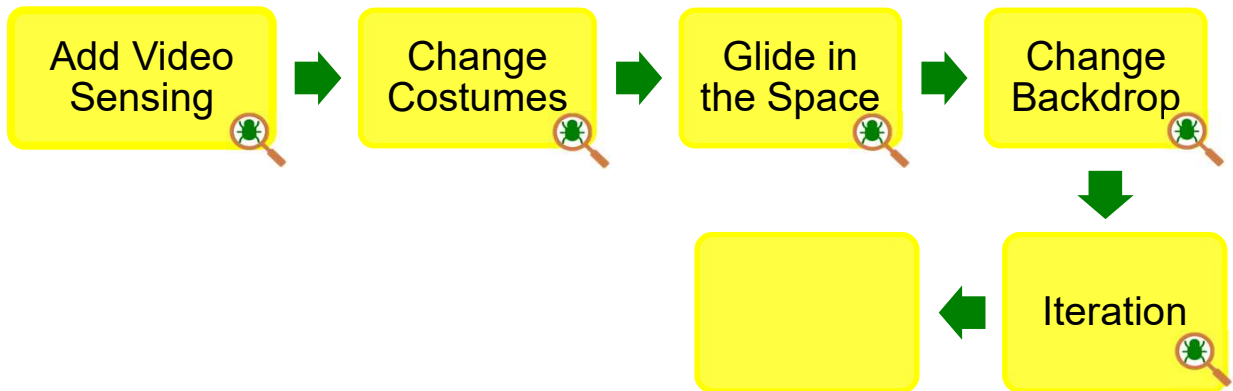 Add Video
Sensing
Change
Costumes
Glide in
the Space
Change
Backdrop
Iteration